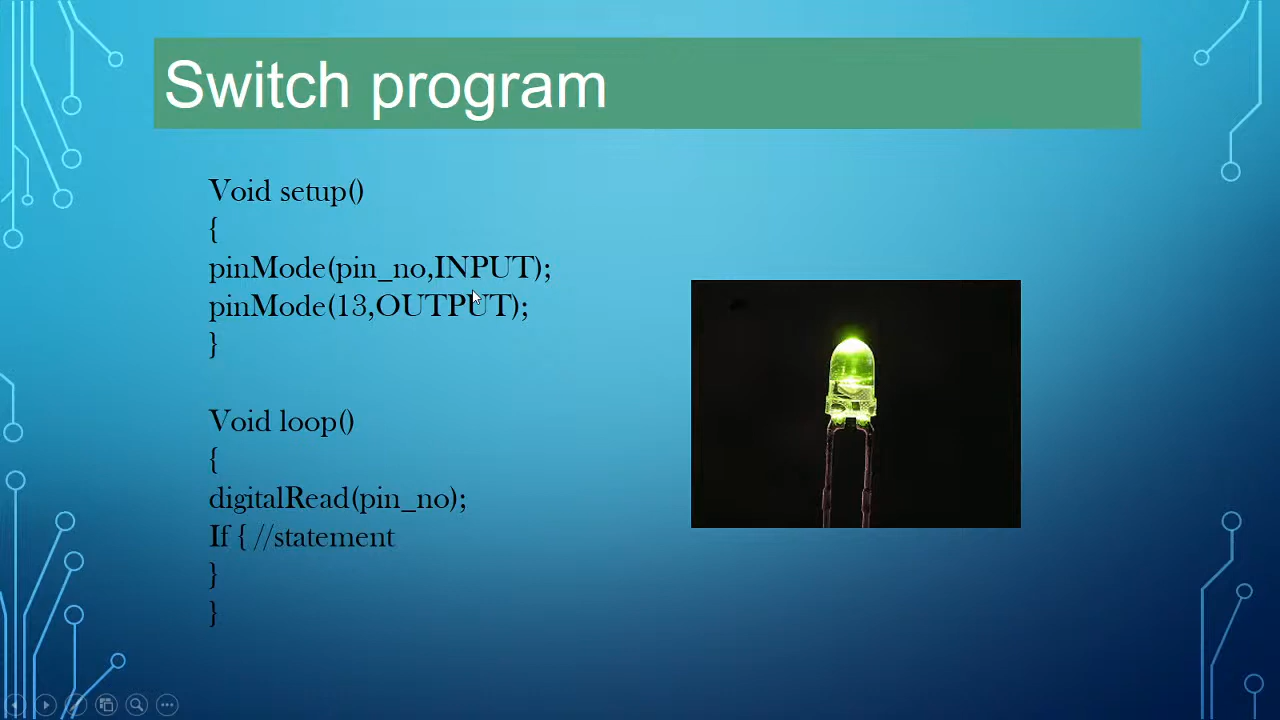 Switch program
Void setup()
{
pinMode(pin_no,INPUT);
pinMode(13,OUTPUT);
}
Void loop()
{
digitalRead(pin_no);
If { //statement
}
}